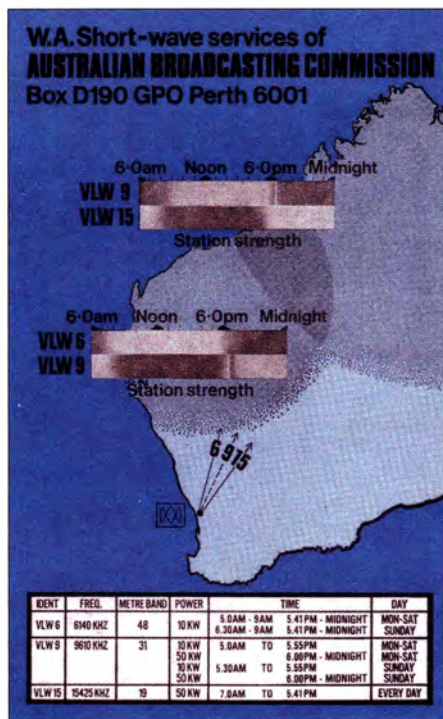 W.A. Short-wave services of
AUSTRALIAN BROADCASTING COMMISSION
Box D190 GPO Perth 6001
6·0am Noon 6·0pm Midnight
VLW 9
VLW 15
Station strength
6·0am Noon 6·0pm Midnight
VLW 6
VLW 9
Station strength
6 9 15
IDENT FREQ. METRE BAND POWER TIME DAY
VLW 6 6140 KHZ 48 10 KW 5.0AM - 9AM 5.41PM - MIDNIGHT MON-SAT
6.30AM - 9AM 5.41PM - MIDNIGHT SUNDAY
VLW 9 9610 KHZ 31 10 KW 5.0AM TO 5.55PM MON-SAT
50 KW 6.00PM - MIDNIGHT MON-SAT
10 KW 5.30AM TO 5.55PM SUNDAY
50 KW 6.00PM - MIDNIGHT SUNDAY
VLW 15 15425 KHZ 19 50 KW 7.0AM TO 5.41PM EVERY DAY